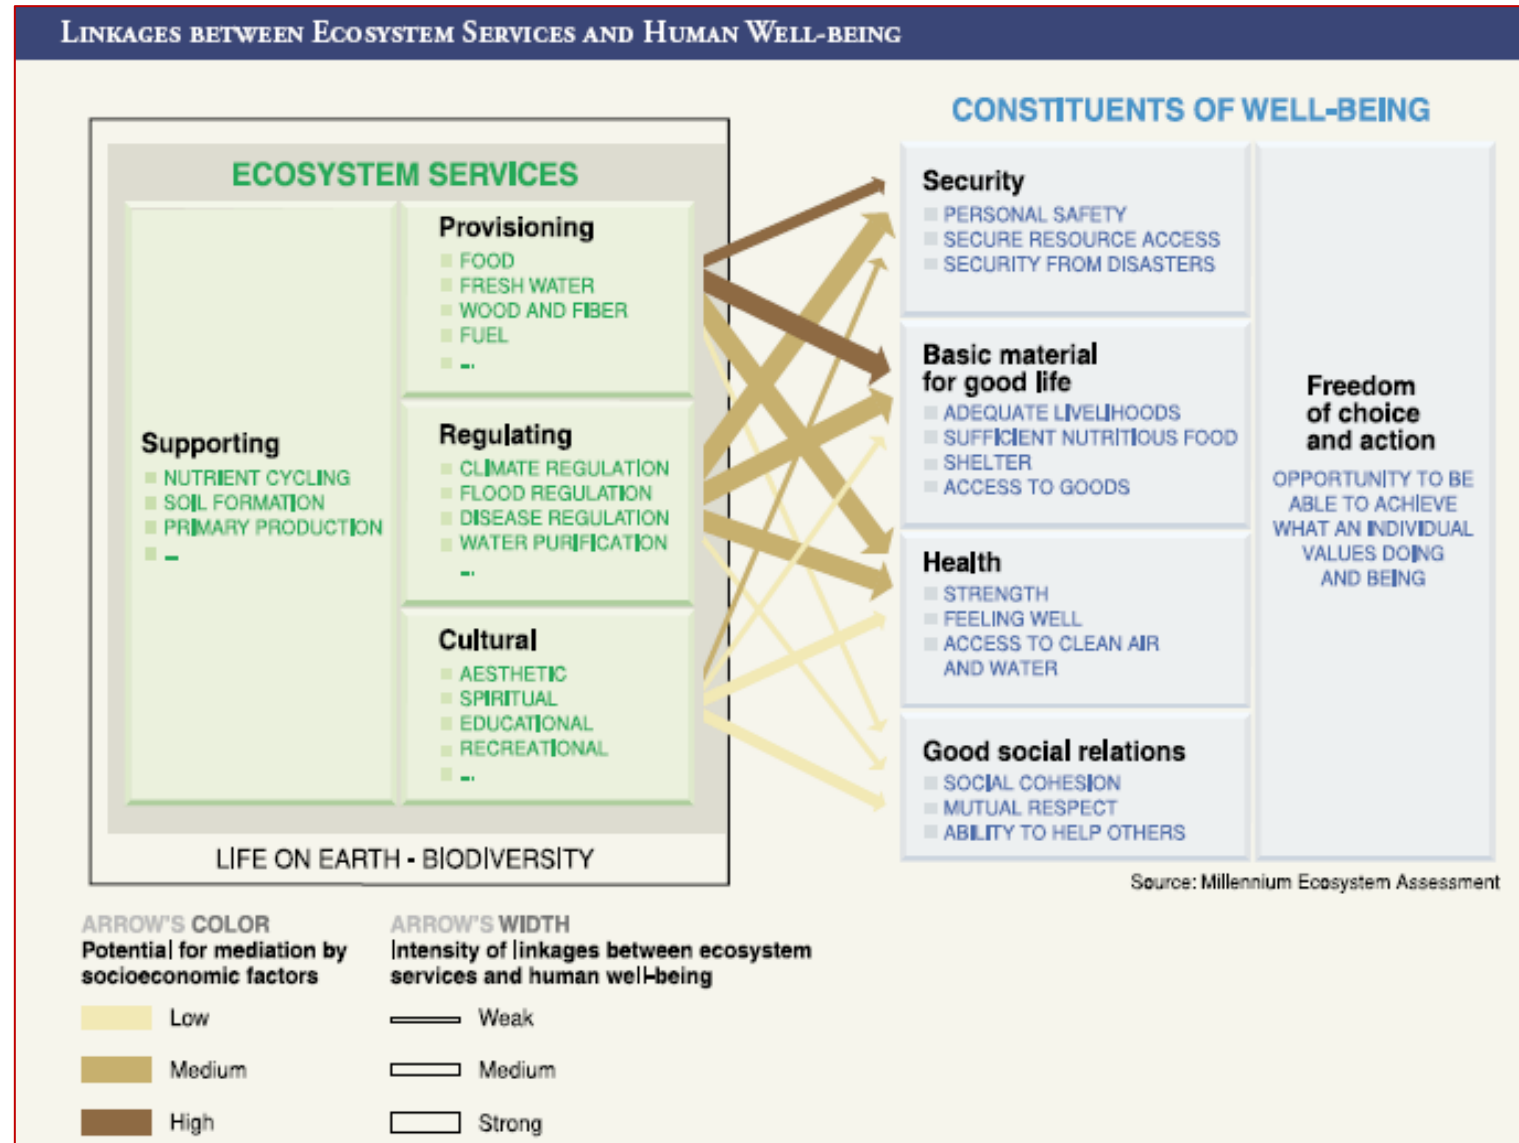 LINKAGES BETWEEN ECOSYSTEM SERVICES AND HUMAN WELL-BEING
ECOSYSTEM SERVICES
Supporting
NUTRIENT CYCLING
SOIL FORMATION
PRIMARY PRODUCTION
...
Provisioning
FOOD
FRESH WATER
WOOD AND FIBER
FUEL
...
Regulating
CLIMATE REGULATION
FLOOD REGULATION
DISEASE REGULATION
WATER PURIFICATION
...
Cultural
AESTHETIC
SPIRITUAL
EDUCATIONAL
RECREATIONAL
...
LIFE ON EARTH - BIODIVERSITY
CONSTITUENTS OF WELL-BEING
Security
PERSONAL SAFETY
SECURE RESOURCE ACCESS
SECURITY FROM DISASTERS
Basic material
for good life
ADEQUATE LIVELIHOODS
SUFFICIENT NUTRITIOUS FOOD
SHELTER
ACCESS TO GOODS
Health
STRENGTH
FEELING WELL
ACCESS TO CLEAN AIR
AND WATER
Good social relations
SOCIAL COHESION
MUTUAL RESPECT
ABILITY TO HELP OTHERS
Freedom
of choice
and action
OPPORTUNITY TO BE
ABLE TO ACHIEVE
WHAT AN INDIVIDUAL
VALUES DOING
AND BEING
Source: Millennium Ecosystem Assessment
ARROW'S COLOR
Potential for mediation by
socioeconomic factors
Low
Medium
High
ARROW'S WIDTH
Intensity of linkages between ecosystem
services and human well-being
Weak
Medium
Strong